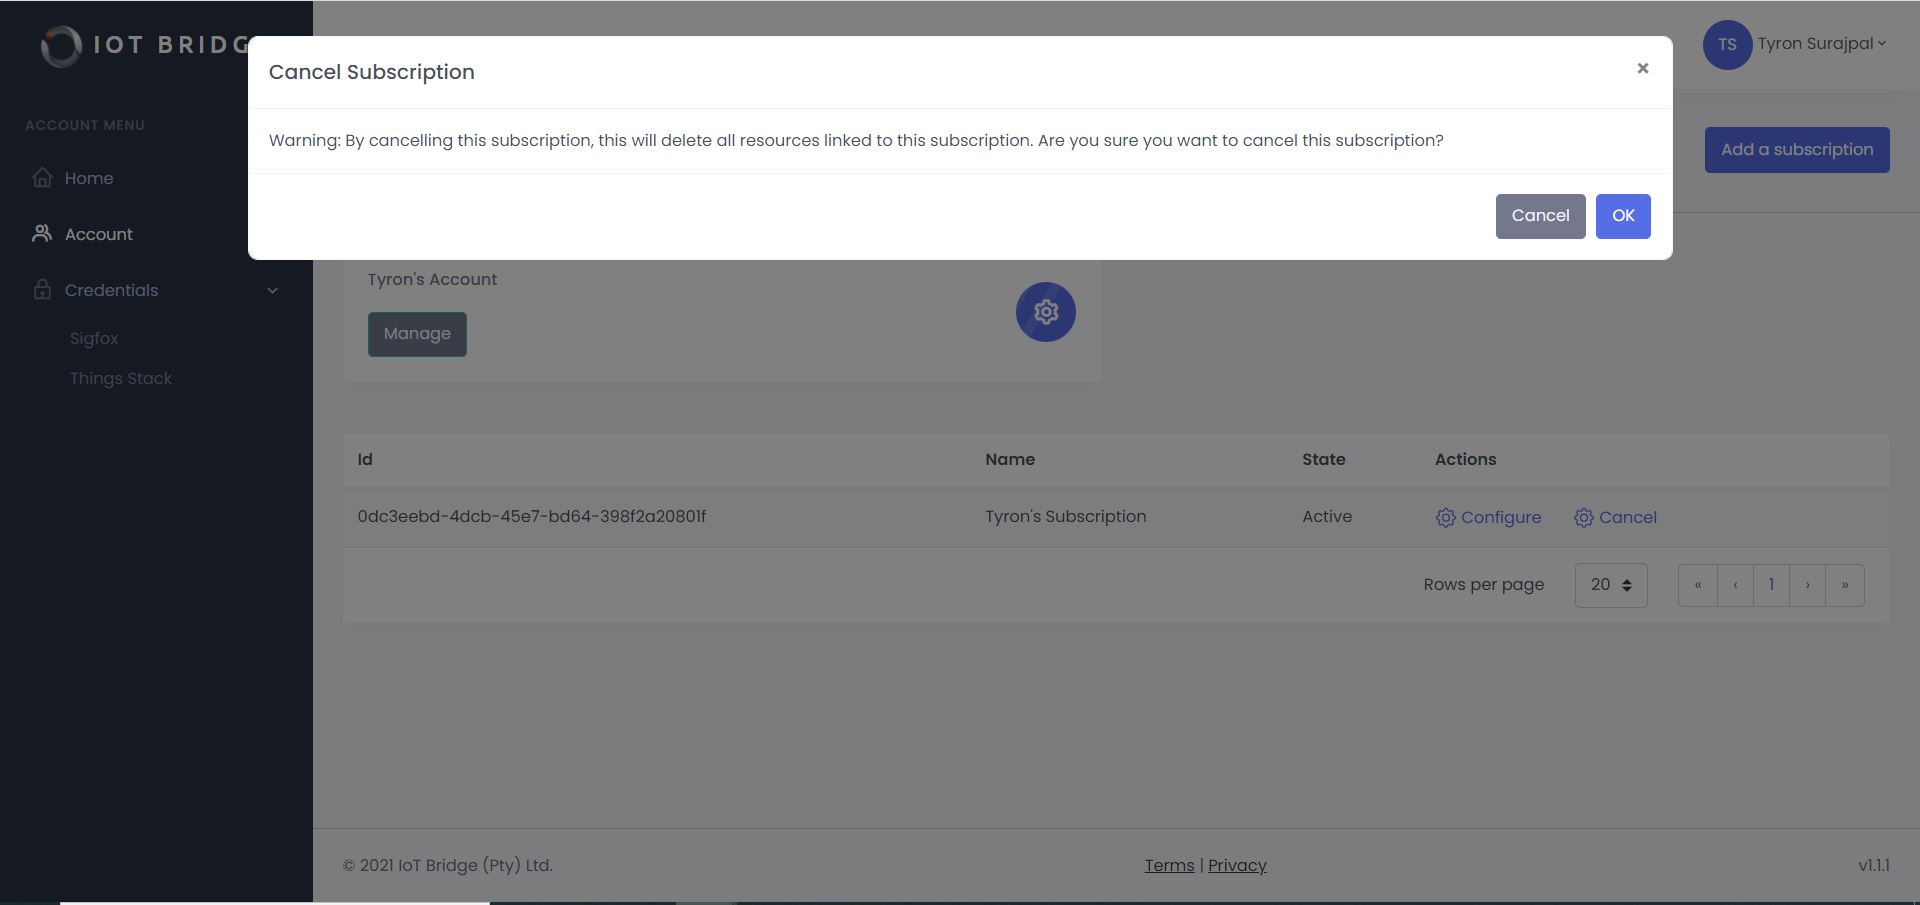 IOT BRIDG
TS
Tyron Surajpal
Cancel Subscription
×
Warning: By cancelling this subscription, this will delete all resources linked to this subscription. Are you sure you want to cancel this subscription?
Cancel
OK
ACCOUNT MENU
Home
Account
Credentials
Sigfox
Things Stack
Add a subscription
Tyron's Account
Manage
Id Name State Actions
0dc3eebd-4dcb-45e7-bd64-398f2a20801f Tyron's Subscription Active Configure Cancel
Rows per page 20 « ‹ 1 › »
© 2021 IoT Bridge (Pty) Ltd. Terms | Privacy v1.1.1